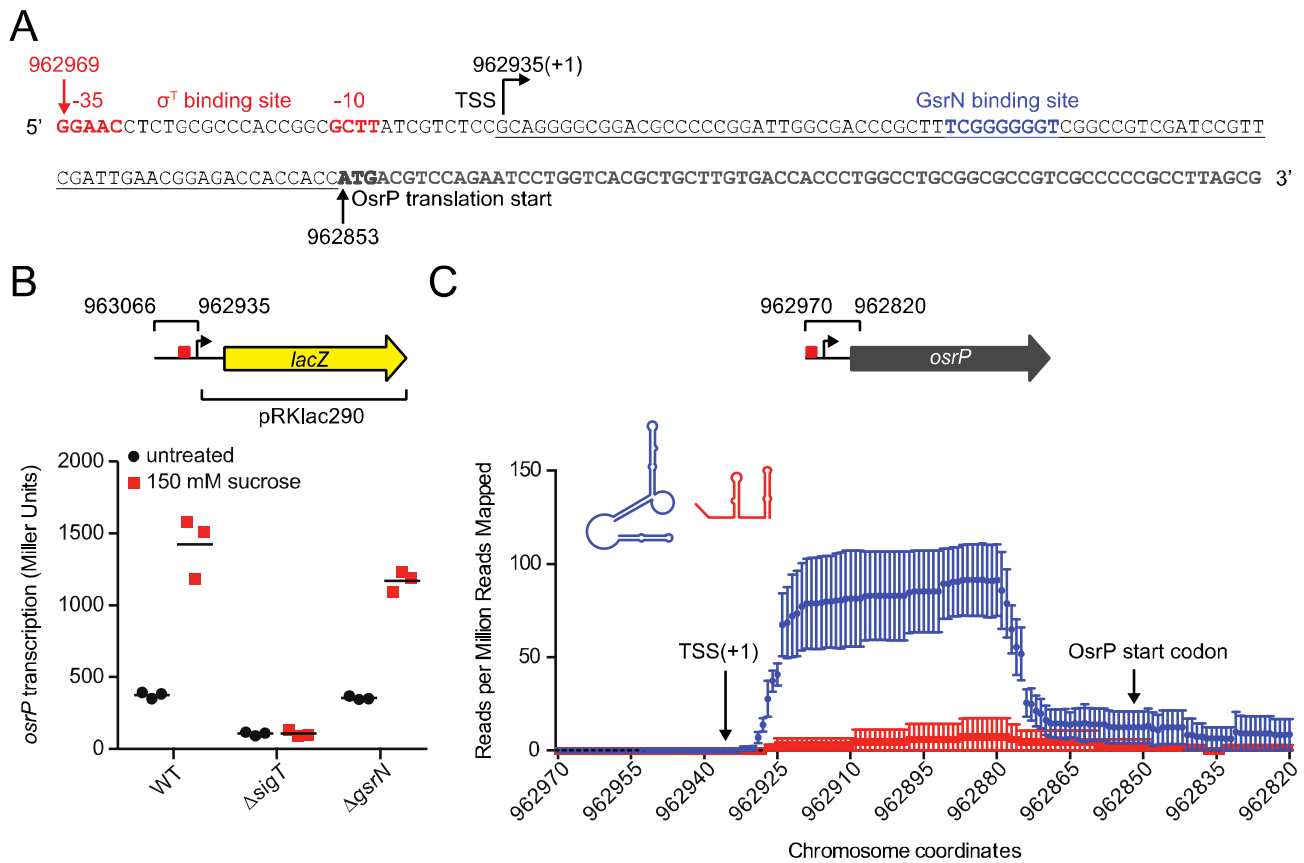 A
962969
-35 σT binding site -10
TSS
962935(+1)
GsrN binding site
5' GGAACCTCTGCGCCCACCGGCGCTTATCGTCTCCGCAGGGGCGGACGCCCCCGGATTGGCGACCCGCTTTCGGGGGGTCGGCCGTCGATCCGTT
CGATTGAACGGAGACCACCACCATGACGTCCAGAATCCTGGTCACGCTGCTTGTGACCACCCTGGCCTGCGGCGCCGTCGCCCCCGCCTTAGCG 3'
OsrP translation start
962853
B
963066 962935
lacZ
pRKlac290
untreated
150 mM sucrose
osrP transcription (Miller Units)
2000
1500
1000
500
0
WT
ΔsigT
ΔgsrN
C
962970 962820
osrP
Reads per Million Reads Mapped
150
100
50
0
TSS(+1)
OsrP start codon
962970
962955
962940
962925
962910
962895
962880
962865
962850
962835
962820
Chromosome coordinates